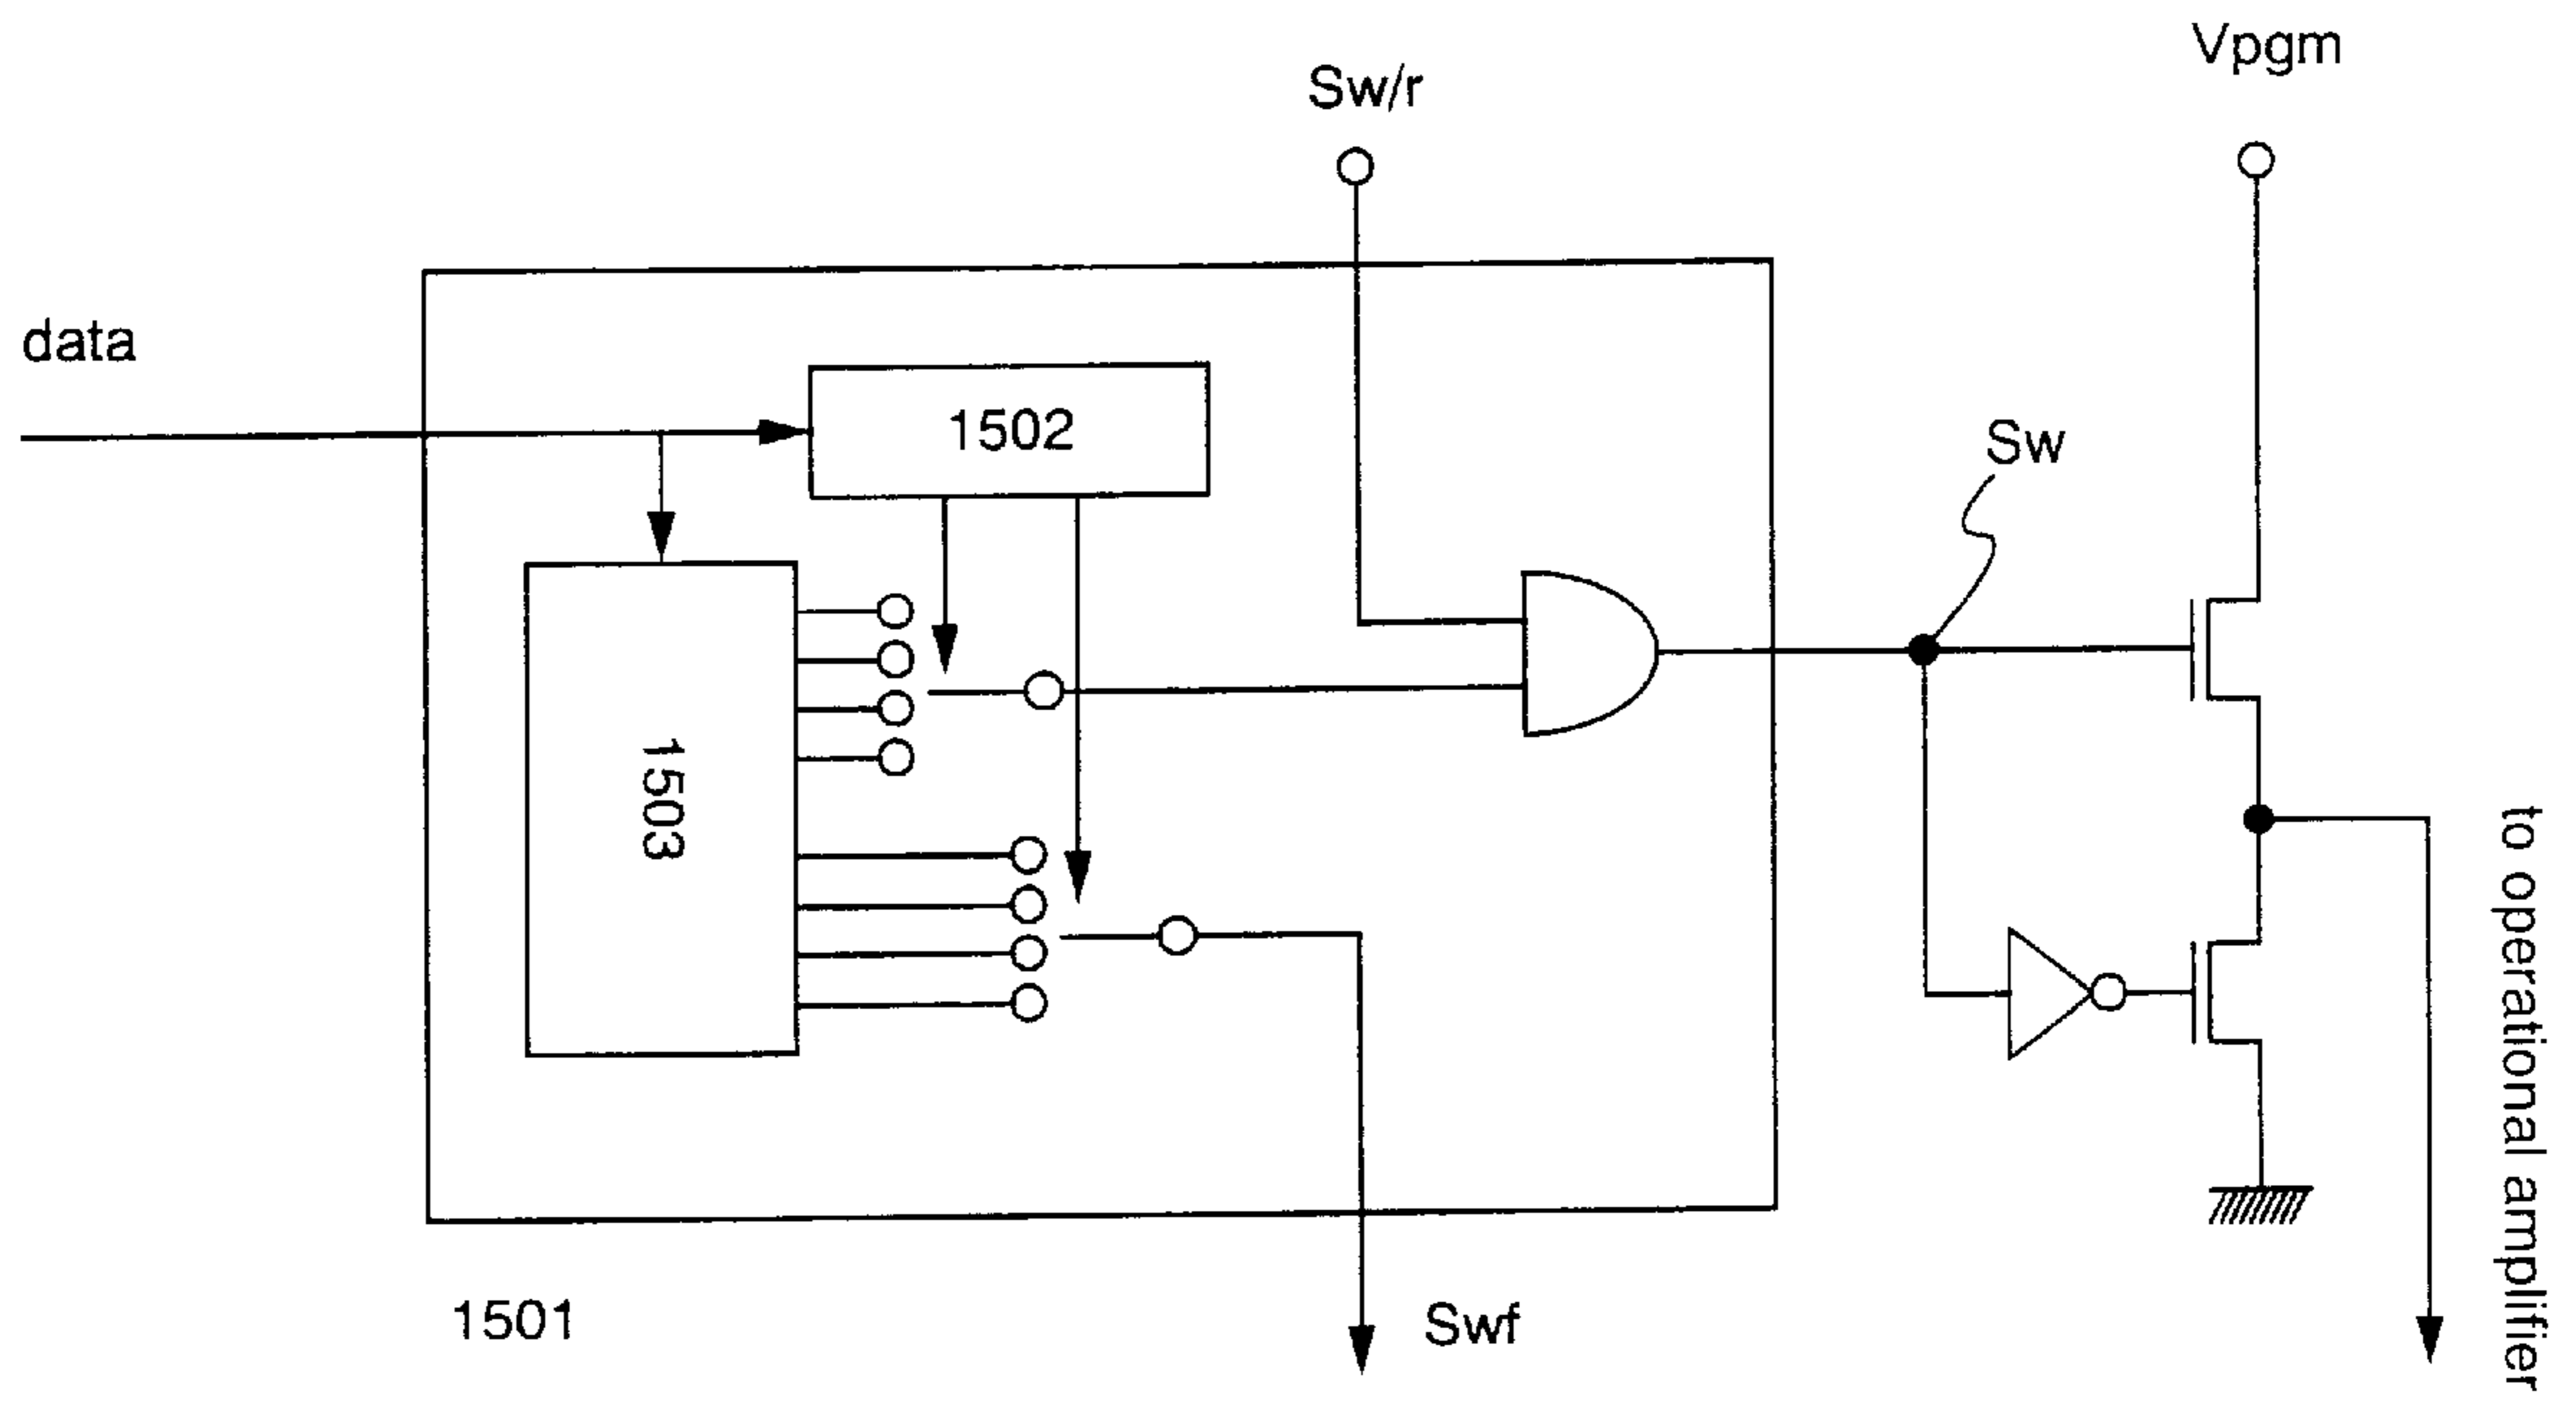 Vpgm
Sw/r
data
1502
Sw
1503
to operational amplifier
1501
Swf